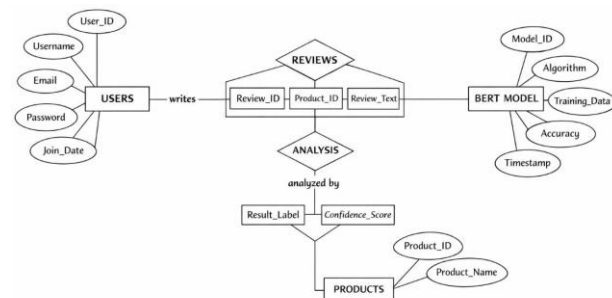 User_ID
Username
Email
Password
Join_Date
USERS
writes
REVIEWS
Review_ID
Product_ID
Review_Text
BERT MODEL
Model_ID
Algorithm
Training_Data
Accuracy
Timestamp
ANALYSIS
analyzed by
Result_Label
Confidence_Score
PRODUCTS
Product_ID
Product_Name